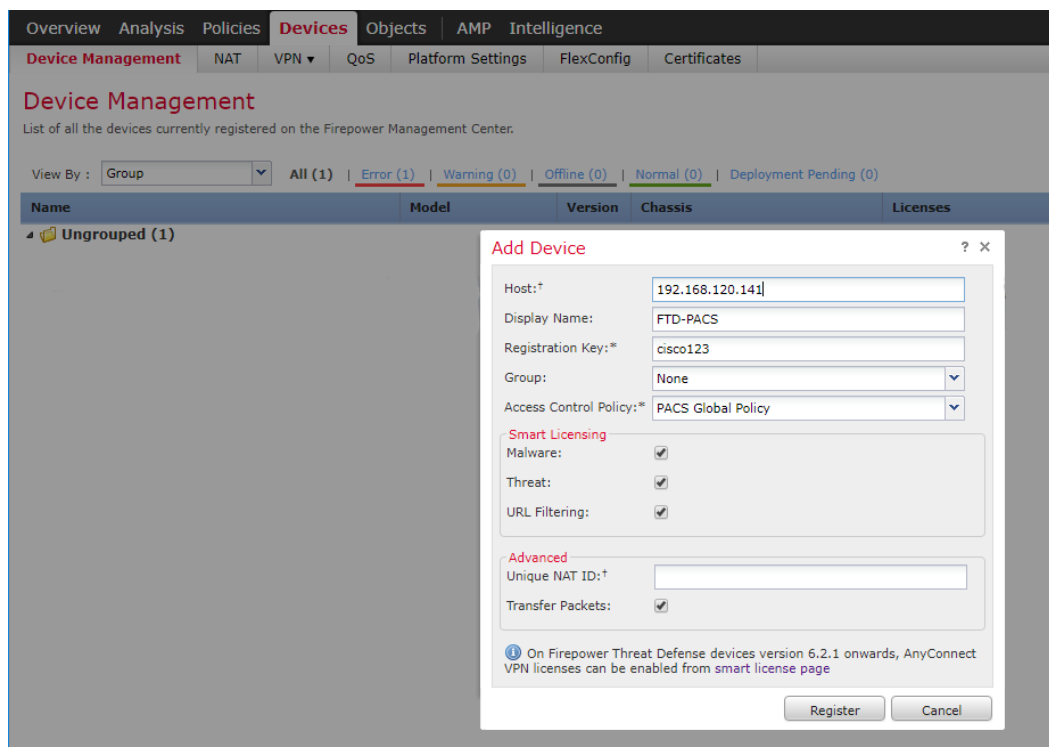 Overview Analysis Policies Devices Objects AMP Intelligence
Device Management NAT VPN ▾ QoS Platform Settings FlexConfig Certificates
Device Management
List of all the devices currently registered on the Firepower Management Center.
View By : Group All (1) | Error (1) | Warning (0) | Offline (0) | Normal (0) | Deployment Pending (0)
Name Model Version Chassis Licenses
Ungrouped (1)
Add Device ? ×
Host:† 192.168.120.141
Display Name: FTD-PACS
Registration Key:* cisco123
Group: None
Access Control Policy:* PACS Global Policy
Smart Licensing
Malware:
Threat:
URL Filtering:
Advanced
Unique NAT ID:†
Transfer Packets:
On Firepower Threat Defense devices version 6.2.1 onwards, AnyConnect
VPN licenses can be enabled from smart license page
Register Cancel